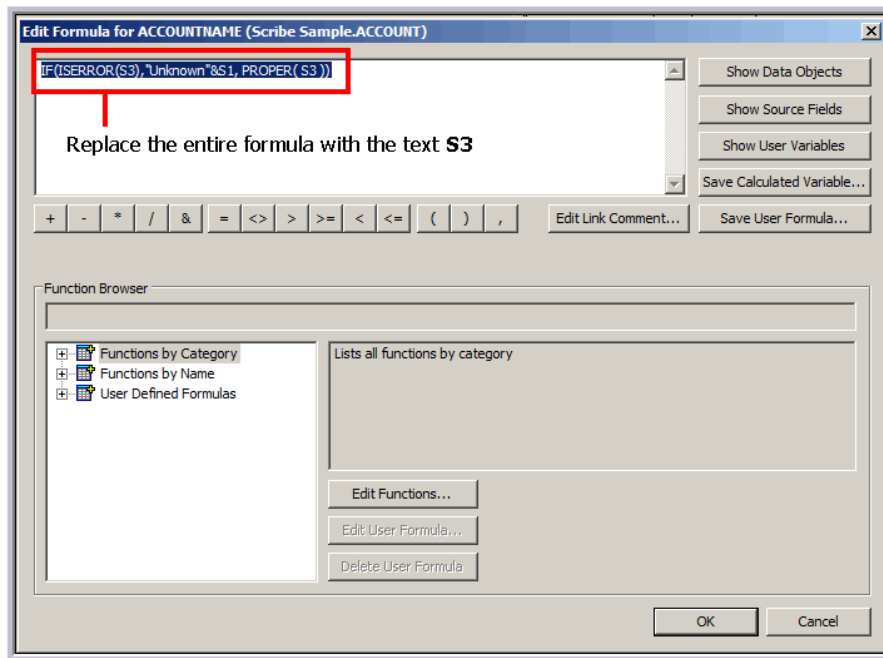 Edit Formula for ACCOUNTNAME (Scribe Sample.ACCOUNT)
IF(ISERROR(S3),"Unknown"&S1, PROPER( S3 ))
Replace the entire formula with the text S3
Show Data Objects
Show Source Fields
Show User Variables
Save Calculated Variable...
+ - * / & = <> > >= < <= ( ) , Edit Link Comment... Save User Formula...
Function Browser
Functions by Category
Functions by Name
User Defined Formulas
Lists all functions by category
Edit Functions...
Edit User Formula...
Delete User Formula
OK Cancel